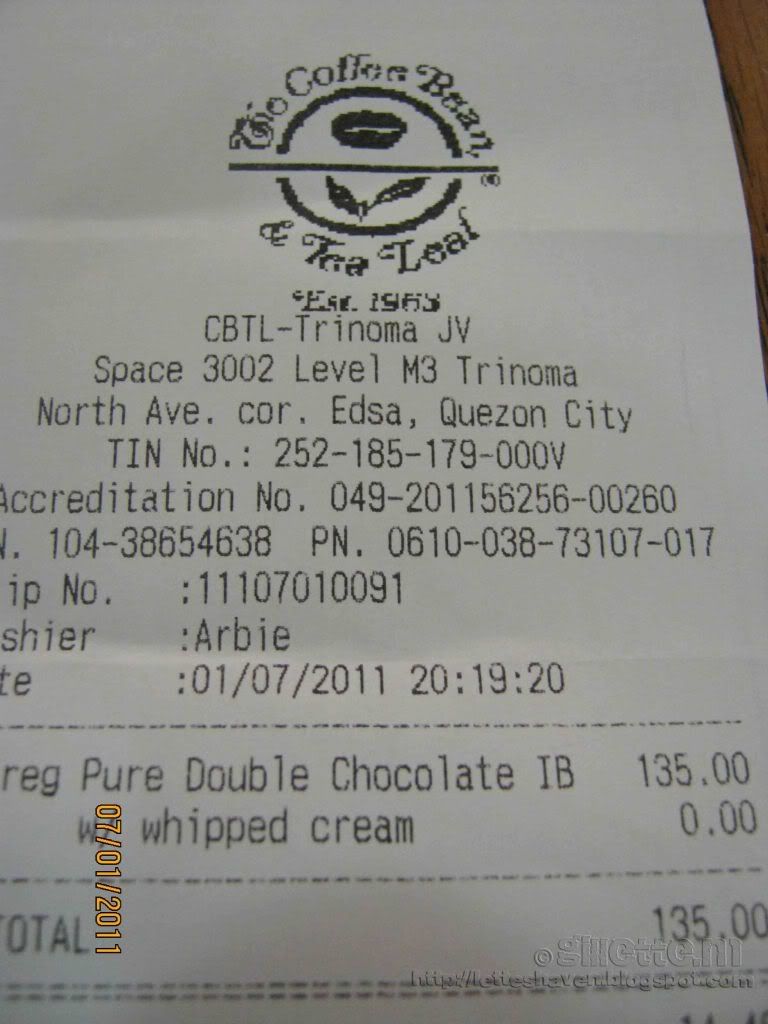 The Coffee Bean
®
& Tea Leaf
Est. 1963
CBTL-Trinoma JV
Space 3002 Level M3 Trinoma
North Ave. cor. Edsa, Quezon City
TIN No.: 252-185-179-000V
Accreditation No. 049-201156256-00260
N. 104-38654638 PN. 0610-038-73107-017
ip No. :11107010091
shier :Arbie
te :01/07/2011 20:19:20
reg Pure Double Chocolate IB 135.00
w/ whipped cream 0.00
07/01/2011
TOTAL 135.00
http://letteshaven.blogspot.com